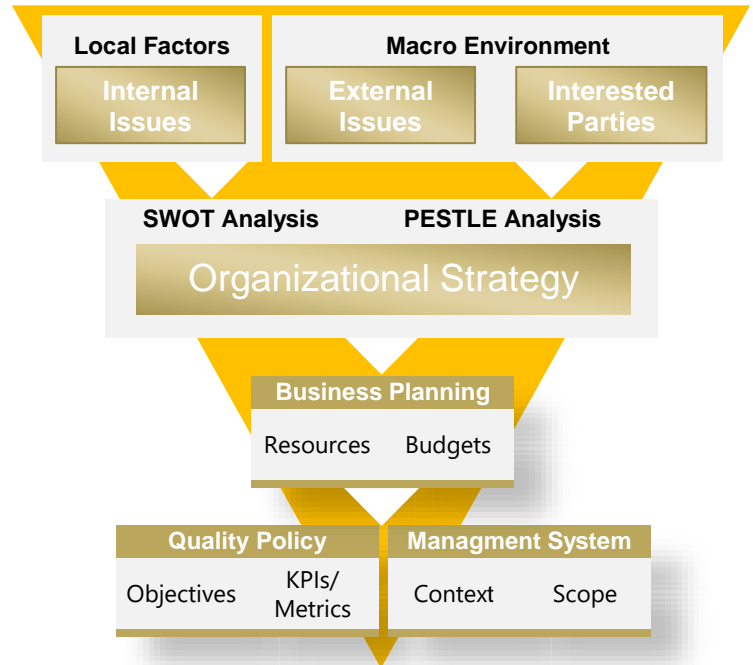 Local Factors
Macro Environment
Internal
Issues
External
Issues
Interested
Parties
SWOT Analysis
PESTLE Analysis
Organizational Strategy
Business Planning
Resources
Budgets
Quality Policy
Managment System
Objectives
KPIs/
Metrics
Context
Scope